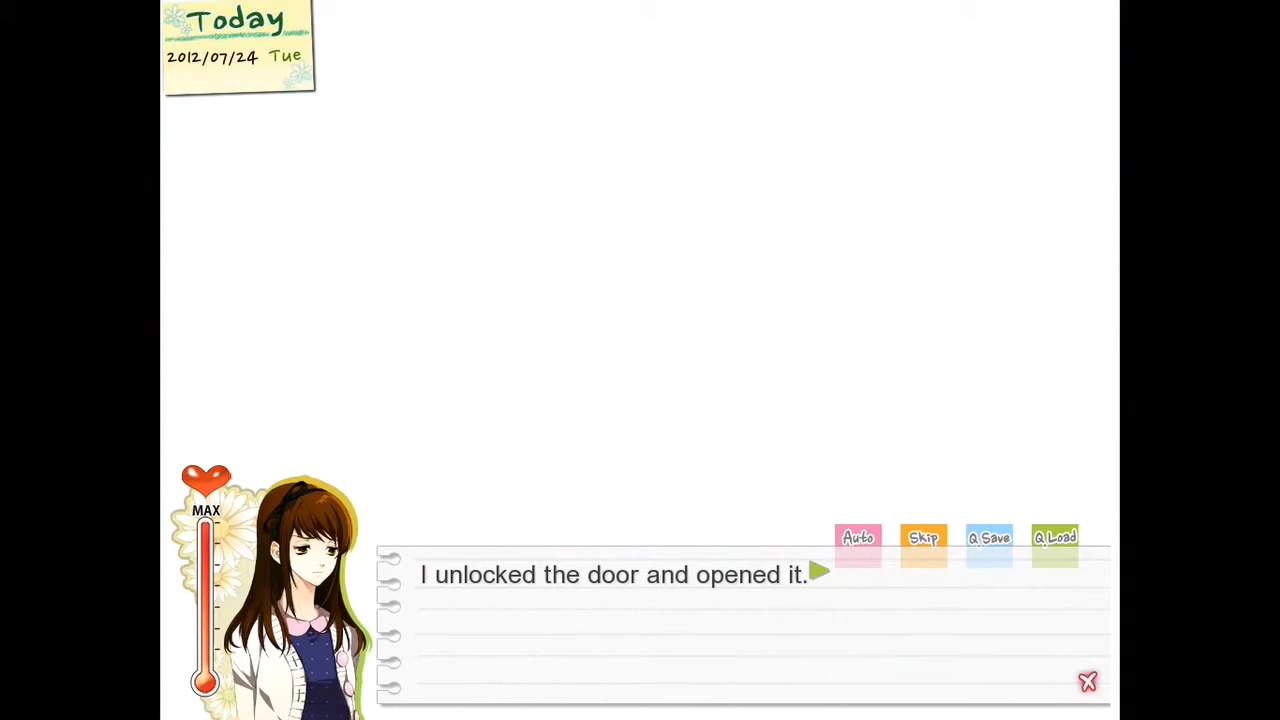 Today
2012/07/24 Tue
MAX
Auto Skip Q.Save Q.Load
I unlocked the door and opened it.